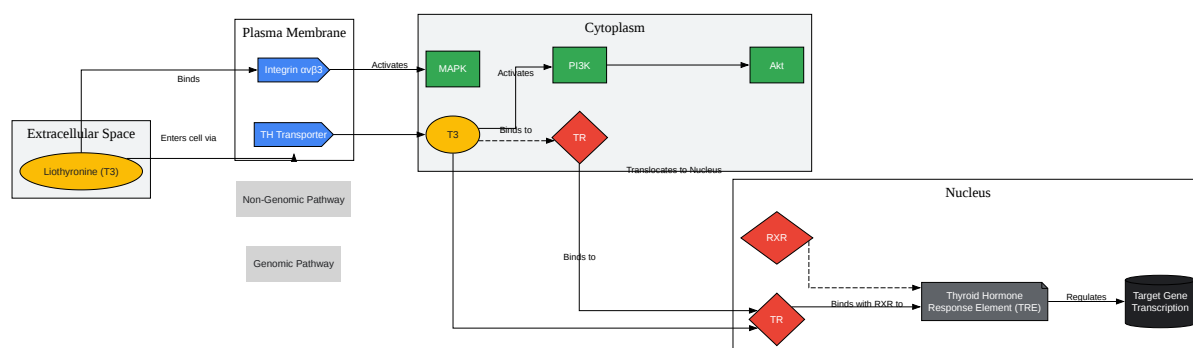 Cytoplasm
Plasma Membrane
Integrin αvβ3
Activates
MAPK
PI3K
Akt
Activates
Binds
Extracellular Space
Liothyronine (T3)
Enters cell via
TH Transporter
T3
Binds to
TR
Translocates to Nucleus
Non-Genomic Pathway
Genomic Pathway
Nucleus
RXR
Binds to
TR
Binds with RXR to
Thyroid Hormone
Response Element (TRE)
Regulates
Target Gene
Transcription